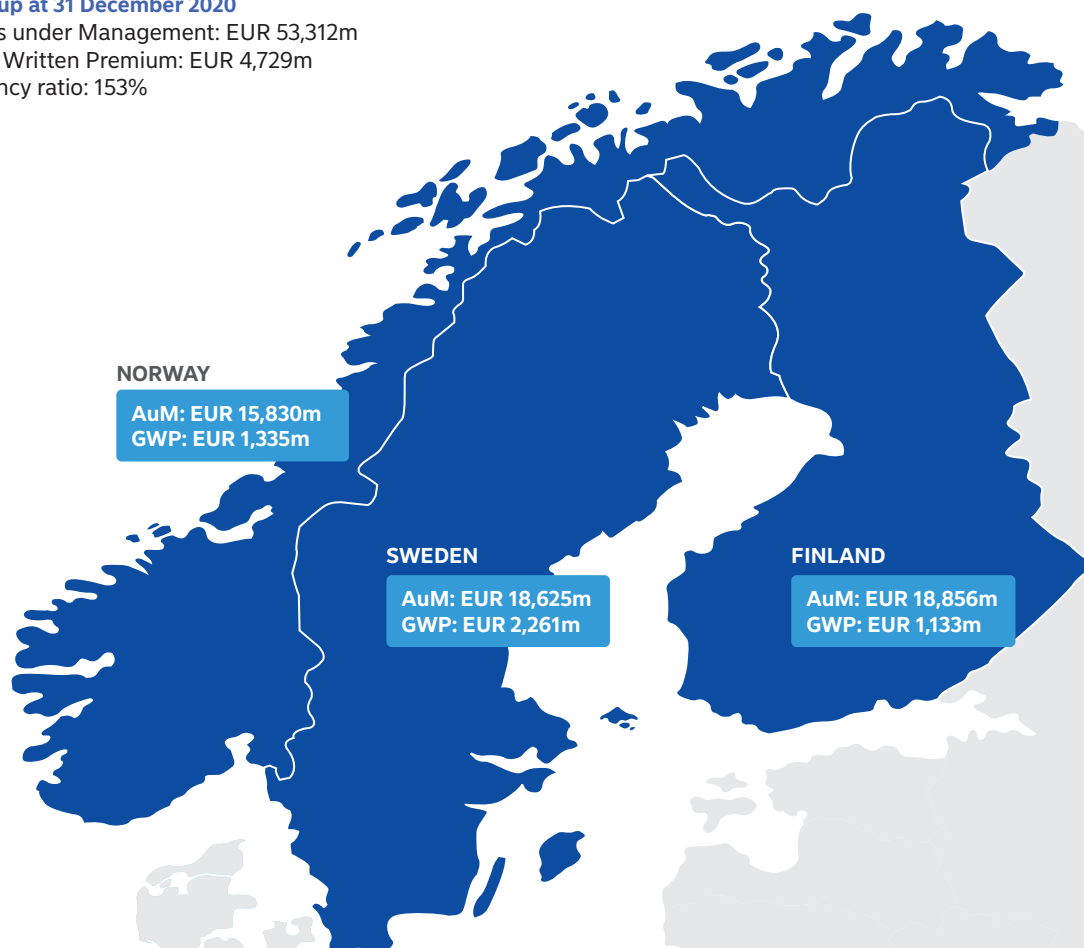 up at 31 December 2020
s under Management: EUR 53,312m
Written Premium: EUR 4,729m
ncy ratio: 153%
NORWAY
AuM: EUR 15,830m
GWP: EUR 1,335m
SWEDEN
AuM: EUR 18,625m
GWP: EUR 2,261m
FINLAND
AuM: EUR 18,856m
GWP: EUR 1,133m